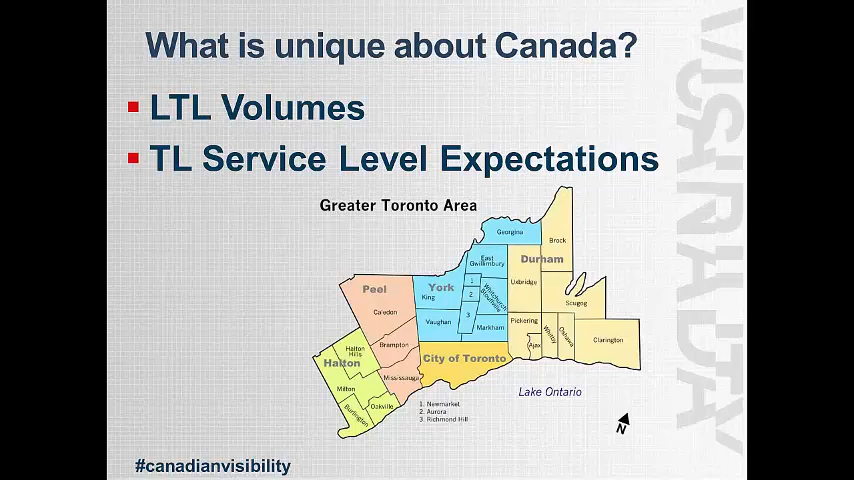 What is unique about Canada?
LTL Volumes
TL Service Level Expectations
Greater Toronto Area
Georgina
Brock
East
Gwillimbury
Durham
Uxbridge
Scugog
1
2
3
Whitchurch
Stouffville
Peel
York
King
Caledon
Vaughan
Markham
Pickering
Ajax
Whitby
Oshawa
Clarington
Brampton
City of Toronto
Halton
Hills
Halton
Mississauga
Milton
Oakville
Burlington
Lake Ontario
1. Newmarket
2. Aurora
3. Richmond Hill
N
#canadianvisibility